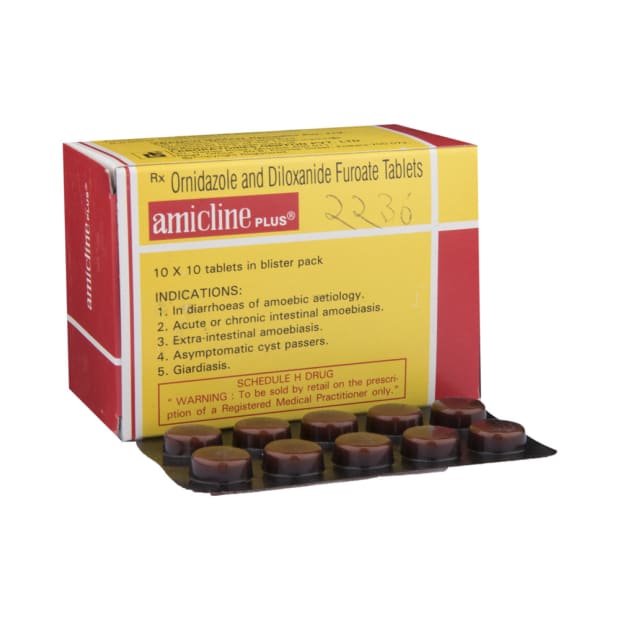 Rx Ornidazole and Diloxanide Furoate Tablets
amicline PLUS®
2236
10 X 10 tablets in blister pack
INDICATIONS:
1. In diarrhoeas of amoebic aetiology.
2. Acute or chronic intestinal amoebiasis.
3. Extra-intestinal amoebiasis.
4. Asymptomatic cyst passers.
5. Giardiasis.
SCHEDULE H DRUG
" WARNING : To be sold by retail on the prescri-
ption of a Registered Medical Practitioner only."
amicline PLUS®